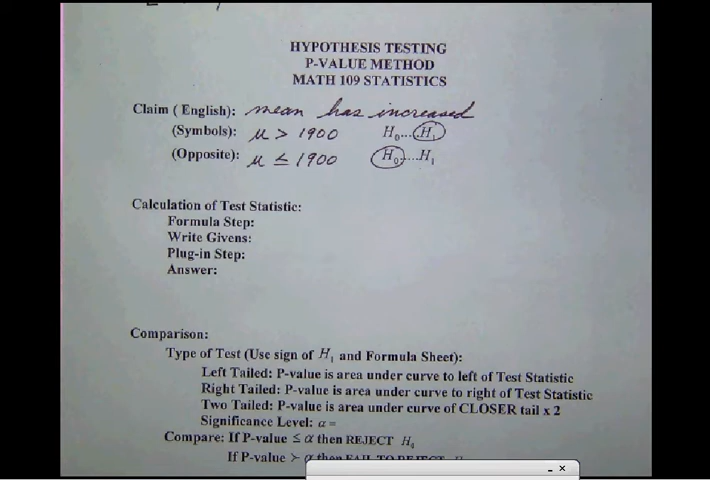 HYPOTHESIS TESTING
P-VALUE METHOD
MATH 109 STATISTICS
Claim ( English): mean has increased
(Symbols): μ > 1900 H₀...H₁
(Opposite): μ ≤ 1900 H₀....H₁
Calculation of Test Statistic:
Formula Step:
Write Givens:
Plug-in Step:
Answer:
Comparison:
Type of Test (Use sign of H₁ and Formula Sheet):
Left Tailed: P-value is area under curve to left of Test Statistic
Right Tailed: P-value is area under curve to right of Test Statistic
Two Tailed: P-value is area under curve of CLOSER tail x 2
Significance Level: α =
Compare: If P-value ≤ α then REJECT H₀
If P-value > α then FAIL TO REJECT